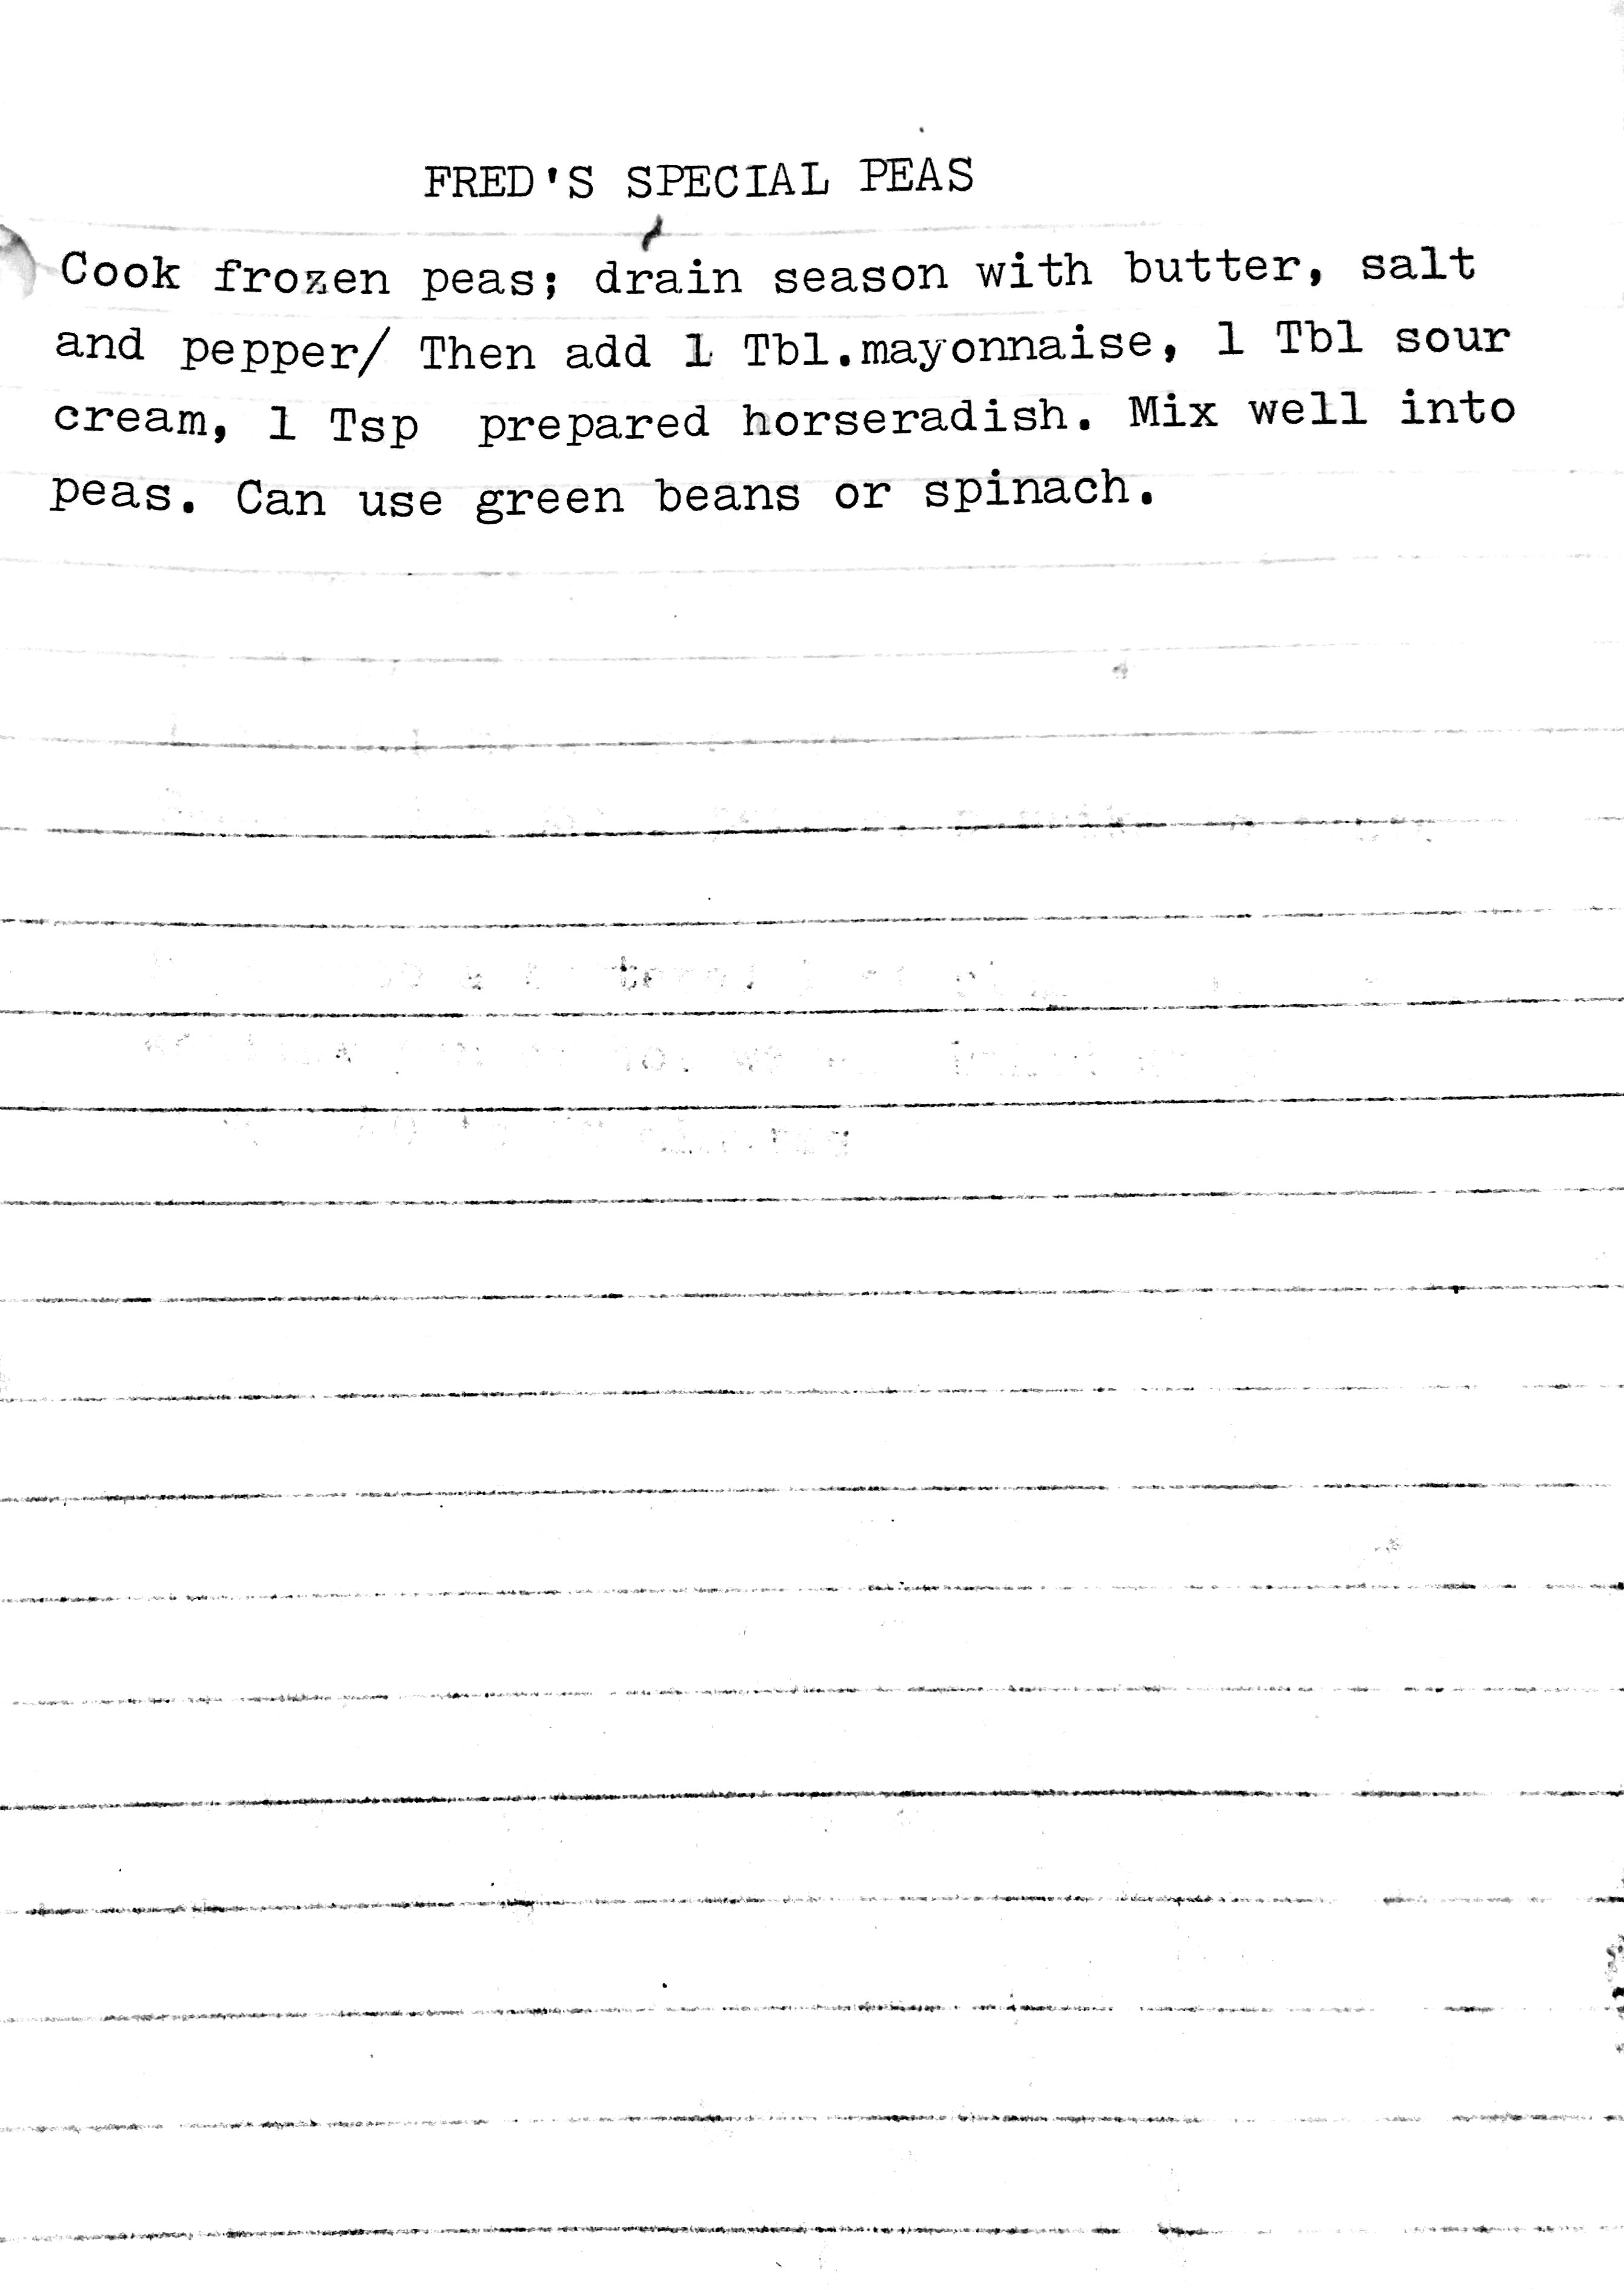 FRED'S SPECIAL PEAS
Cook frozen peas; drain season with butter, salt
and pepper/ Then add 1 Tbl.mayonnaise, 1 Tbl sour
cream, 1 Tsp  prepared horseradish. Mix well into
peas. Can use green beans or spinach.